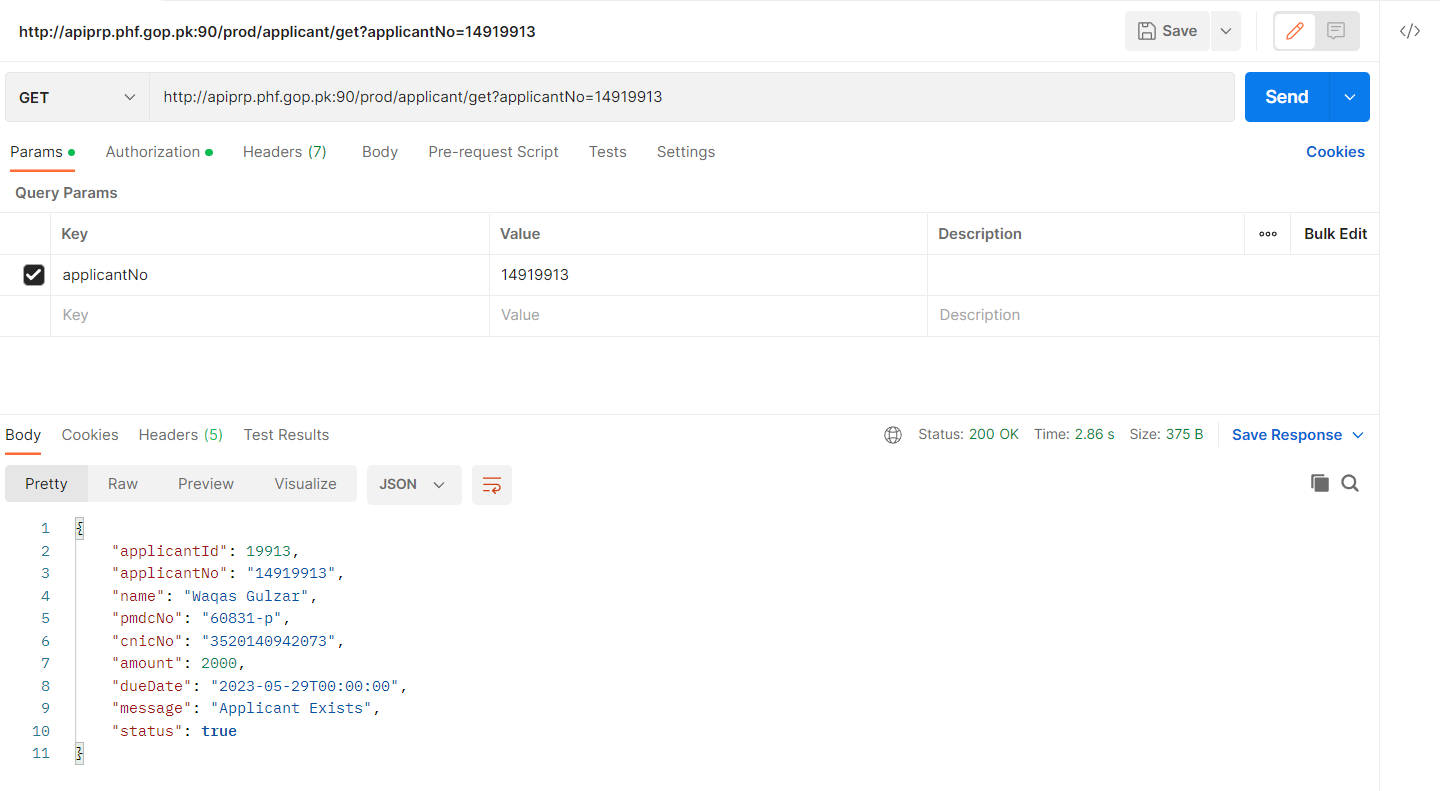 http://apiprp.phf.gop.pk:90/prod/applicant/get?applicantNo=14919913 Save
GET http://apiprp.phf.gop.pk:90/prod/applicant/get?applicantNo=14919913 Send
Params Authorization Headers (7) Body Pre-request Script Tests Settings Cookies
Query Params
Key Value Description Bulk Edit
applicantNo 14919913
Key Value Description
Body Cookies Headers (5) Test Results Status: 200 OK Time: 2.86 s Size: 375 B Save Response
Pretty Raw Preview Visualize JSON
1 {
2 "applicantId": 19913,
3 "applicantNo": "14919913",
4 "name": "Waqas Gulzar",
5 "pmdcNo": "60831-p",
6 "cnicNo": "3520140942073",
7 "amount": 2000,
8 "dueDate": "2023-05-29T00:00:00",
9 "message": "Applicant Exists",
10 "status": true
11 }